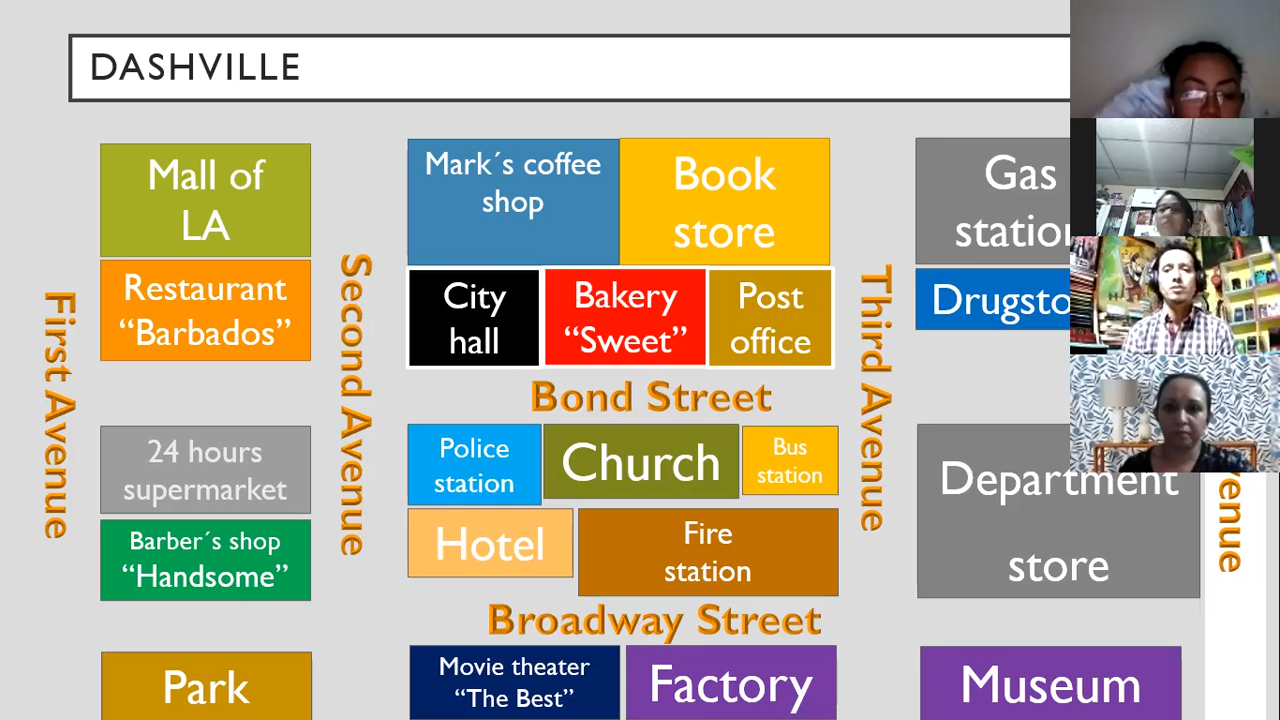 DASHVILLE
Mall of
LA
Mark´s coffee
shop
Book
store
Gas
station
Restaurant
“Barbados”
City
hall
Bakery
“Sweet”
Post
office
First Avenue
Second Avenue
Third Avenue
Bond Street
24 hours
supermarket
Police
station
Church
Bus
station
Department
store
Barber´s shop
“Handsome”
Hotel
Fire
station
Broadway Street
Park
Movie theater
“The Best”
Factory
Museum